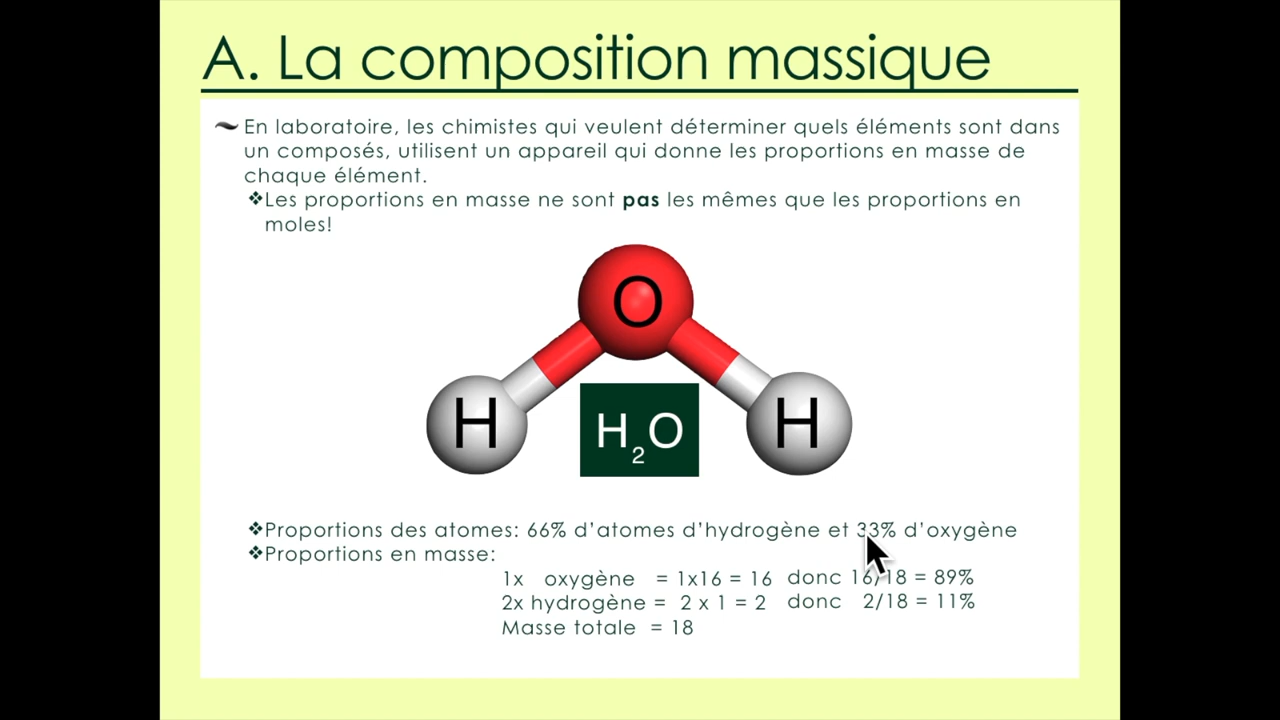 A. La composition massique
En laboratoire, les chimistes qui veulent déterminer quels éléments sont dans
un composés, utilisent un appareil qui donne les proportions en masse de
chaque élément.
❖Les proportions en masse ne sont pas les mêmes que les proportions en
moles!
O
H
H
H₂O
❖Proportions des atomes: 66% d’atomes d’hydrogène et 33% d’oxygène
❖Proportions en masse:
1x oxygène = 1x16 = 16 donc 16/18 = 89%
2x hydrogène = 2 x 1 = 2 donc 2/18 = 11%
Masse totale = 18